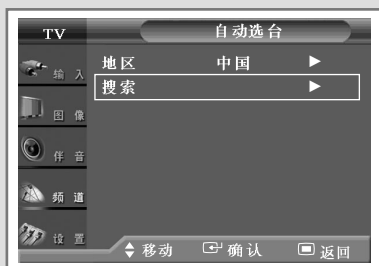 TV 自动选台
输入
地区 中国 ▶
搜索 ▶
图像
伴音
频道
设置
移动 确认 返回